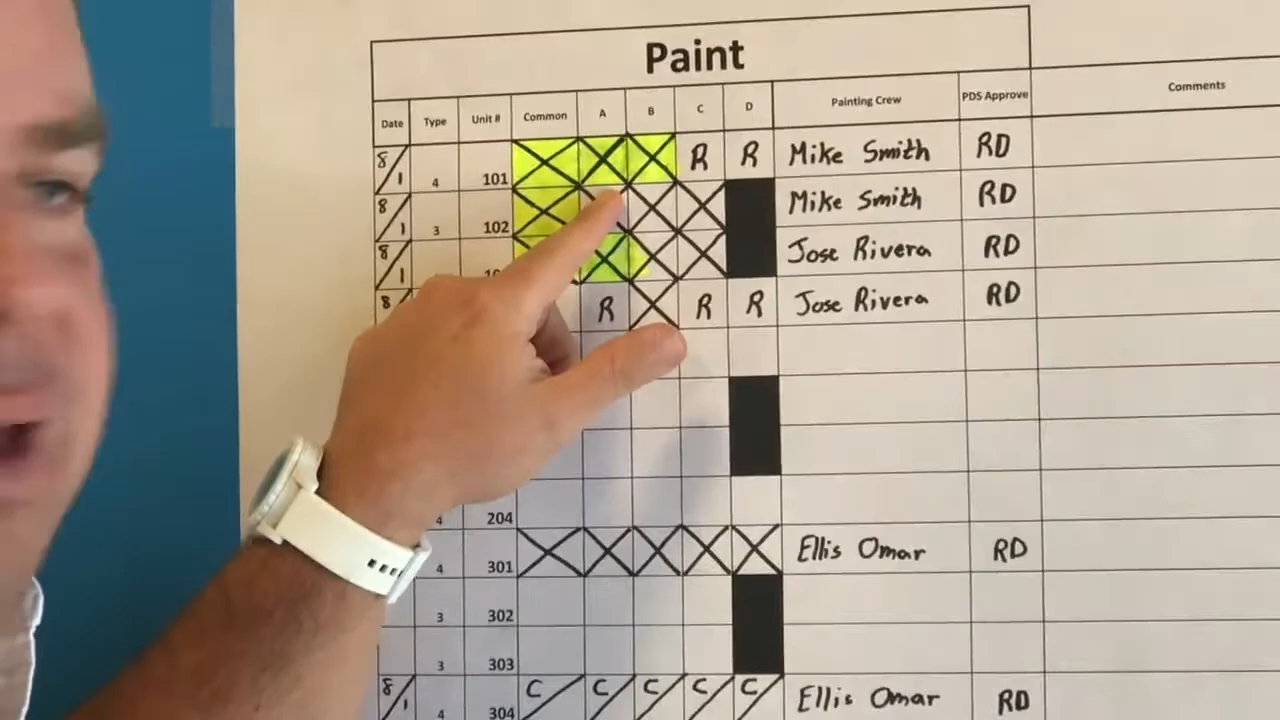 Paint
Date Type Unit # Common A B C D Painting Crew PDS Approve Comments
8/1 4 101 R R Mike Smith RD
8/1 3 102 Mike Smith RD
8/1 Jose Rivera RD
8 R R R Jose Rivera RD
4 204
4 301 Ellis Omar RD
3 302
3 303
8/1 4 304 C C C C C Ellis Omar RD